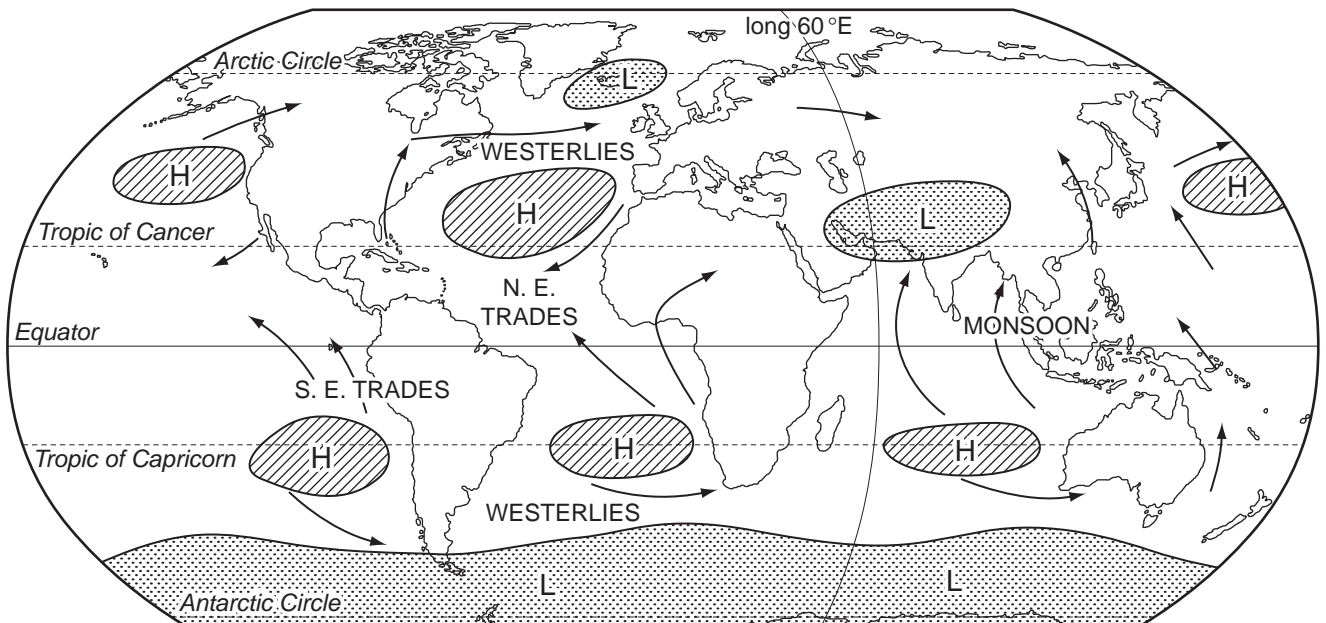 long 60 °E
Arctic Circle
L
WESTERLIES
H
H
H
L
Tropic of Cancer
N. E.
TRADES
MONSOON
Equator
S. E. TRADES
H
H
H
Tropic of Capricorn
WESTERLIES
L
L
Antarctic Circle